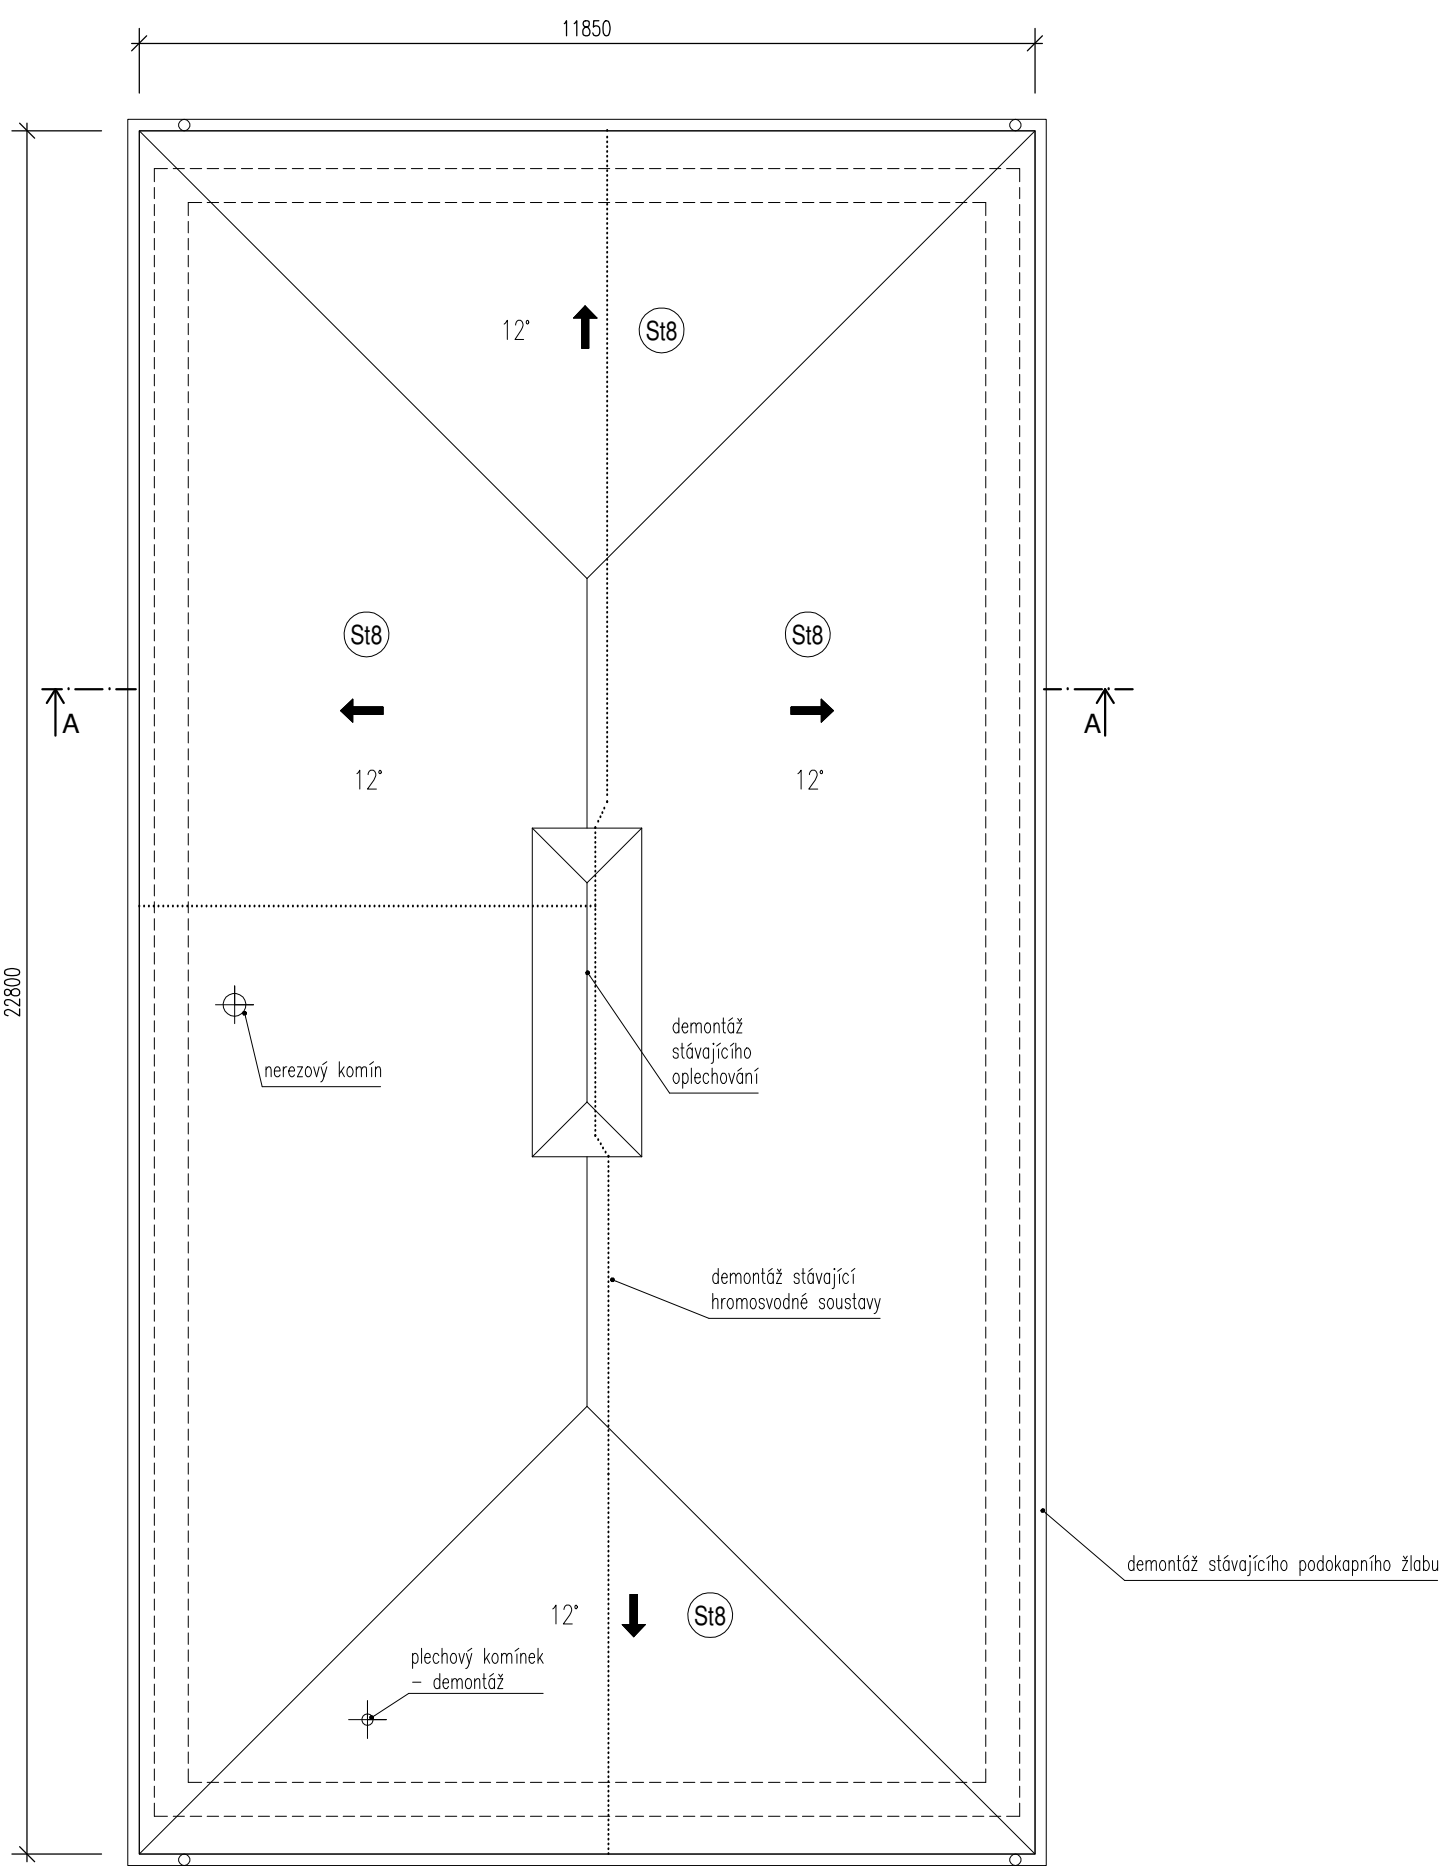 11850
22800
12°
St8
St8
St8
A
A
12°
12°
nerezový komín
demontáž
stávajícího
oplechování
demontáž stávající
hromosvodné soustavy
demontáž stávajícího podokapního žlabu
12°
St8
plechový komínek
– demontáž